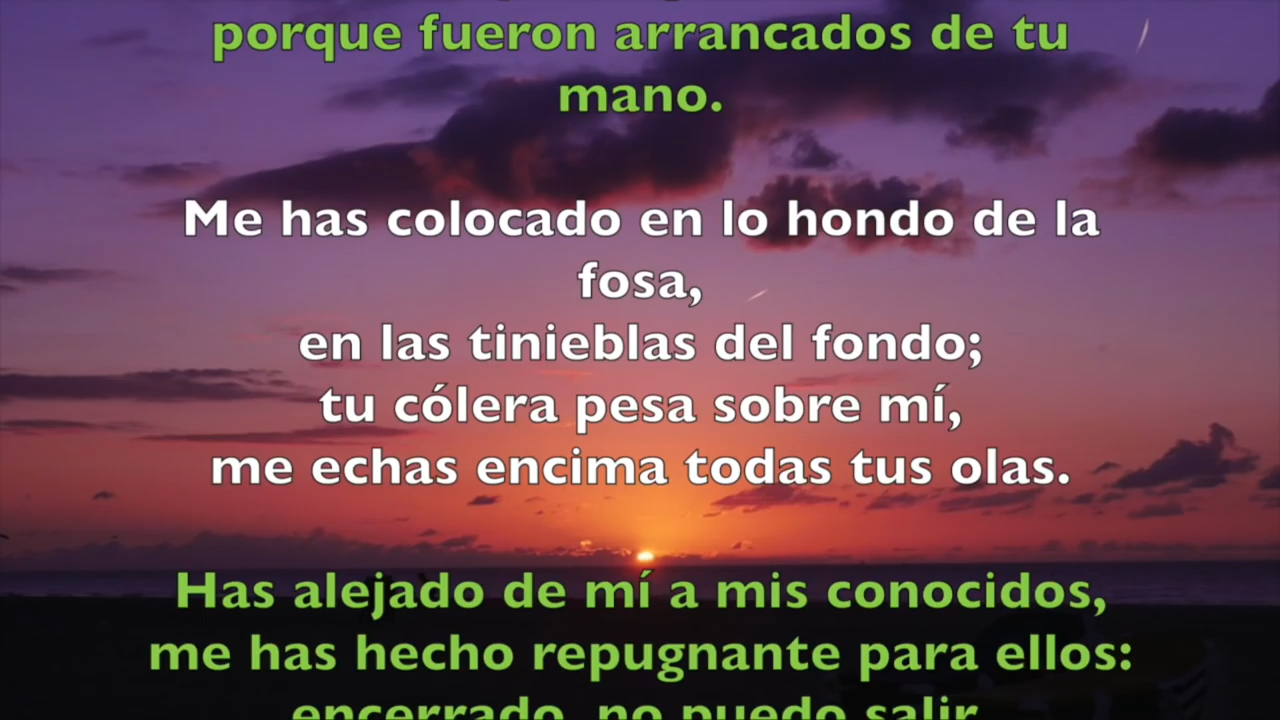 porque fueron arrancados de tu
mano.
Me has colocado en lo hondo de la
fosa,
en las tinieblas del fondo;
tu cólera pesa sobre mí,
me echas encima todas tus olas.
Has alejado de mí a mis conocidos,
me has hecho repugnante para ellos:
encerrado, no puedo salir